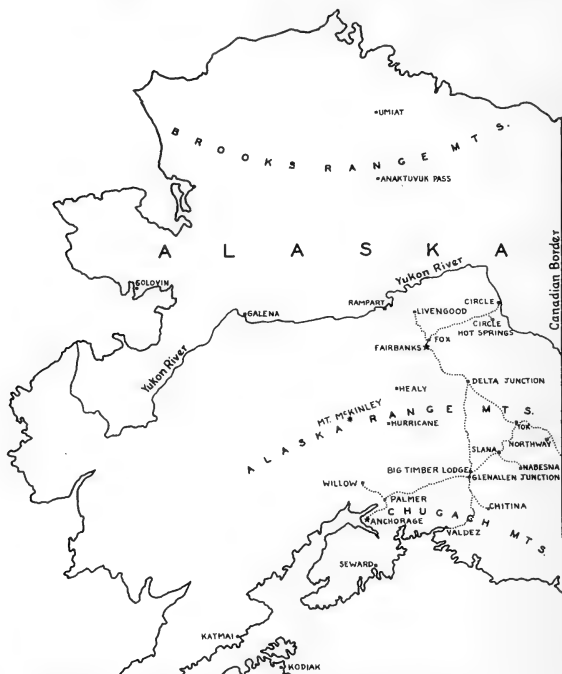 UMIAT
BROOKS RANGE MTS.
ANAKTUVUK PASS
ALASKA
Canadian Border
Yukon River
GOLOVIN
RAMPART
CIRCLE
GALENA
LIVENGOOD
CIRCLE
HOT SPRINGS
FOX
FAIRBANKS
Yukon River
DELTA JUNCTION
HEALY
MT. McKINLEY
ALASKA RANGE MTS.
HURRICANE
TOK
NORTHWAY
SLANA
BIG TIMBER LODGE
NABESNA
GLENALLEN JUNCTION
WILLOW
PALMER
CHITINA
CHUGACH MTS.
ANCHORAGE
VALDEZ
SEWARD
KATMAI
KODIAK